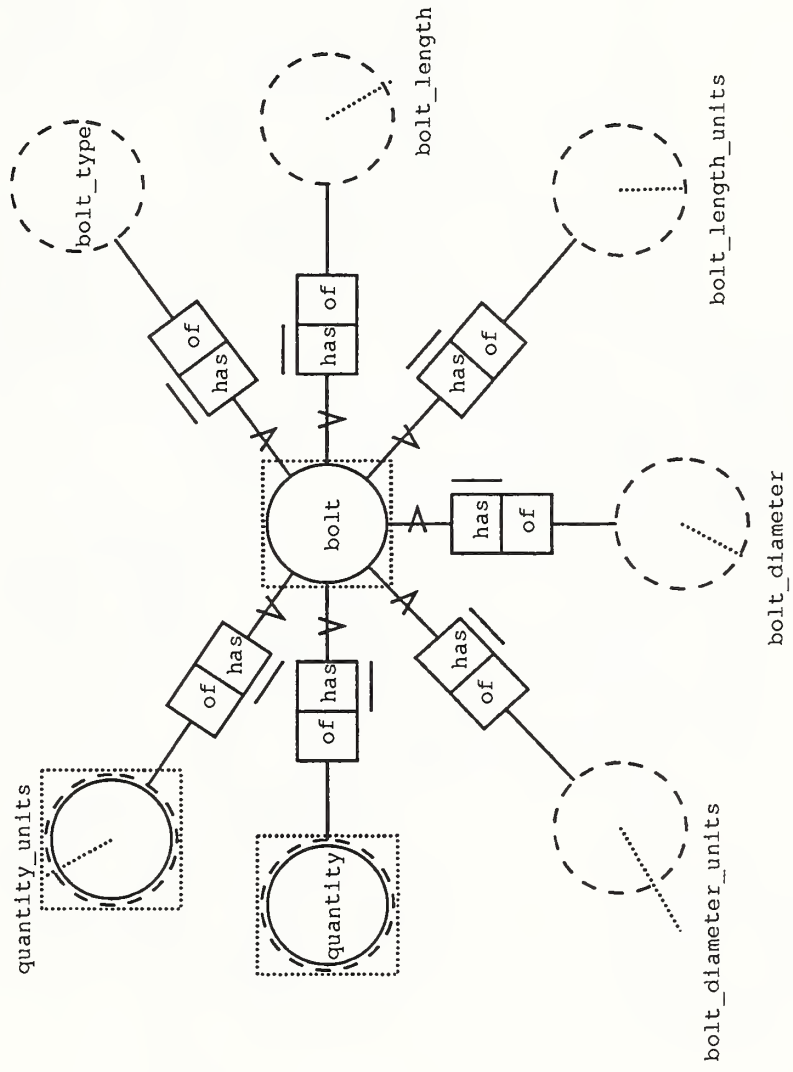 bolt_type
bolt_length
of
has
has
of
has
of
bolt_length_units
bolt
has
of
bolt_diameter
has
of
bolt_diameter_units
of
has
quantity
of
has
quantity_units